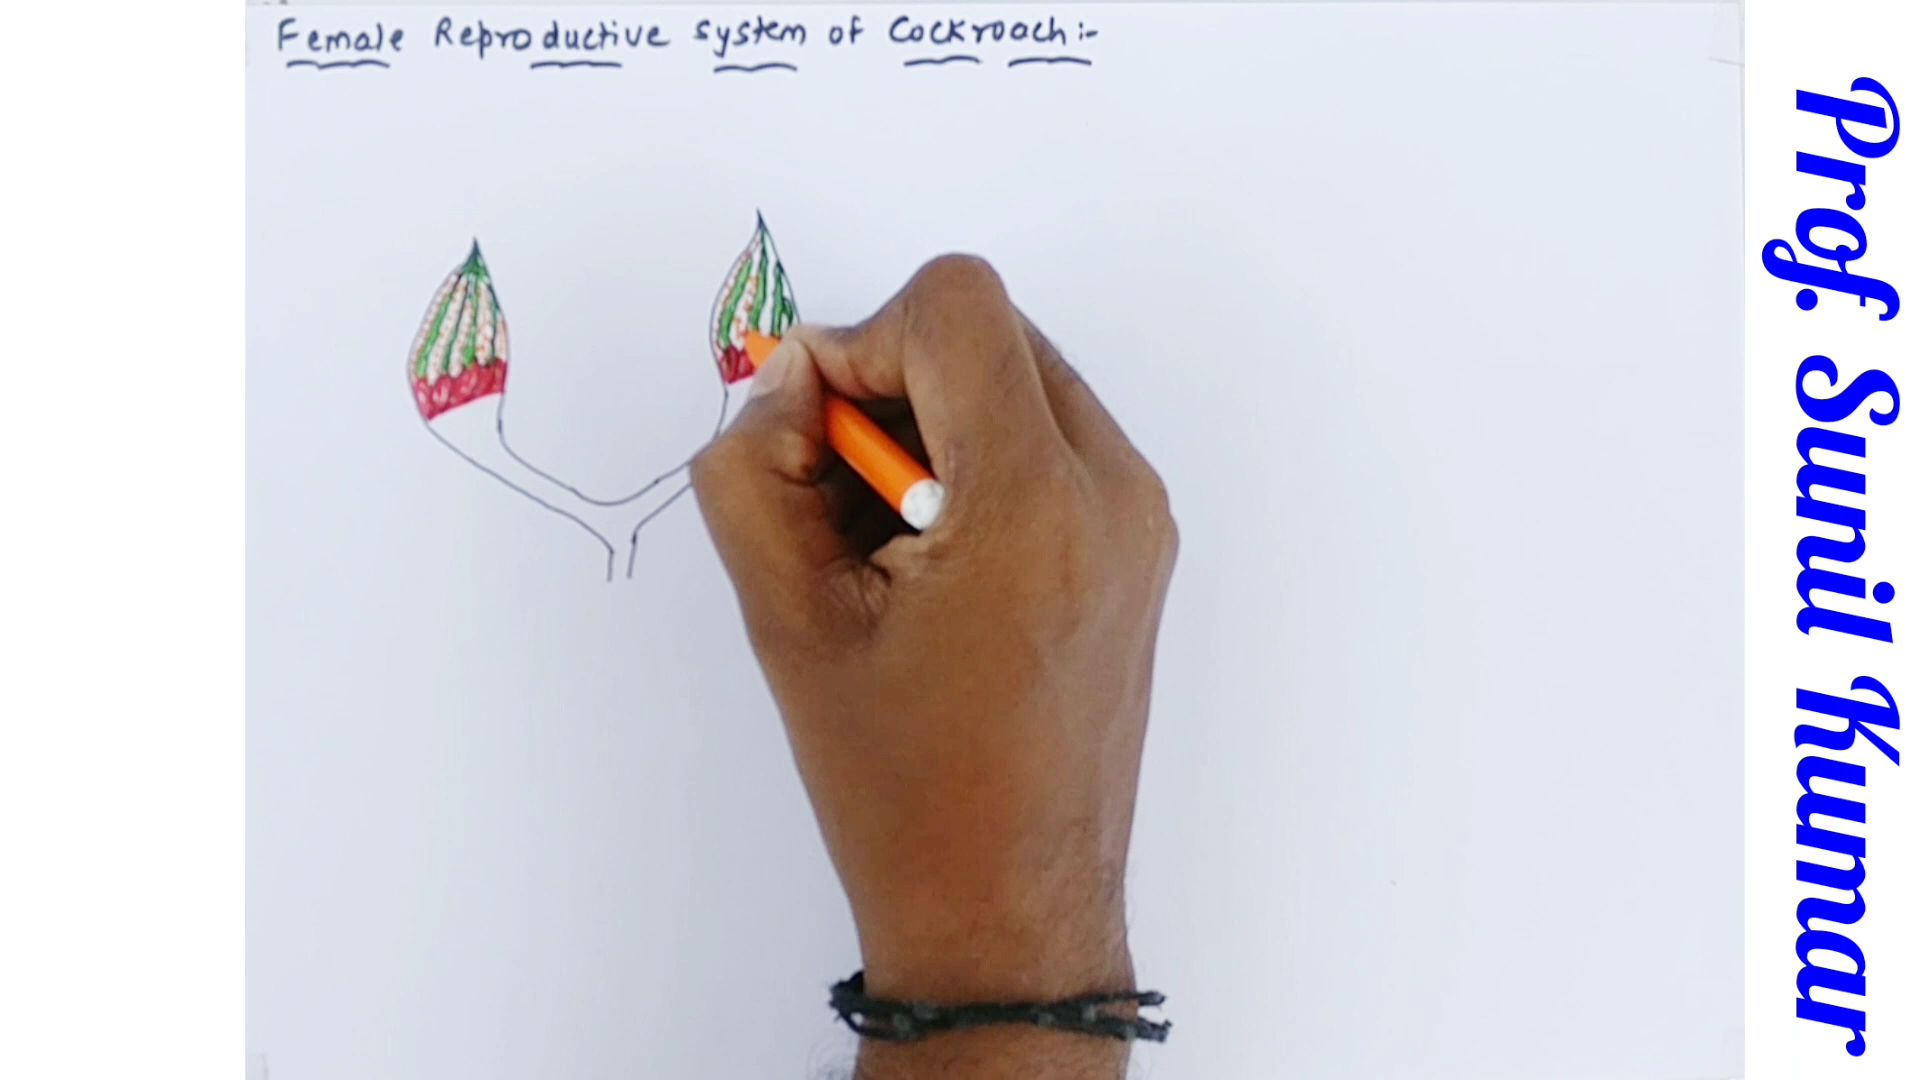 Female Reproductive system of Cockroach:-
Prof. Sunil Kumar